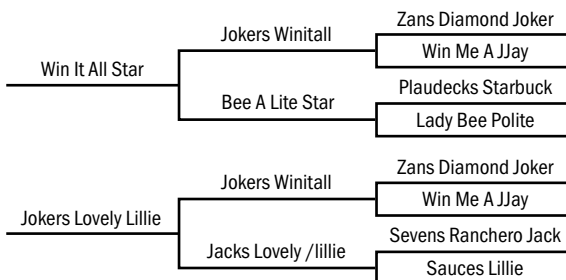 Zans Diamond Joker
Jokers Winitall
Win Me A JJay
Win It All Star
Plaudecks Starbuck
Bee A Lite Star
Lady Bee Polite
Zans Diamond Joker
Jokers Winitall
Win Me A JJay
Jokers Lovely Lillie
Sevens Ranchero Jack
Jacks Lovely /lillie
Sauces Lillie